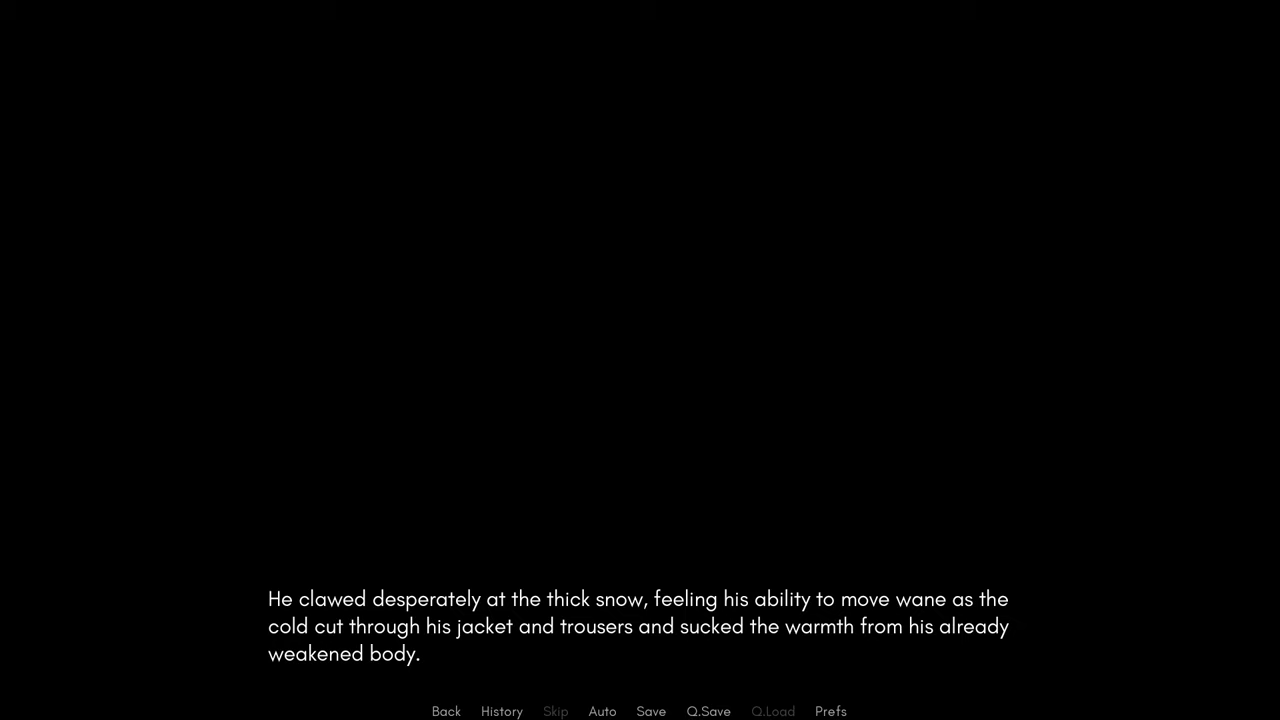 He clawed desperately at the thick snow, feeling his ability to move wane as the
cold cut through his jacket and trousers and sucked the warmth from his already
weakened body.
Back History Skip Auto Save Q.Save Q.Load Prefs